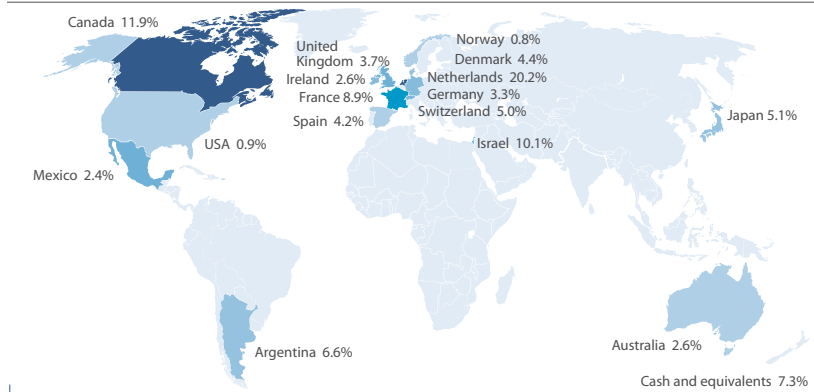 Canada 11.9%
United
Kingdom 3.7%
Ireland 2.6%
France 8.9%
Spain 4.2%
Norway 0.8%
Denmark 4.4%
Netherlands 20.2%
Germany 3.3%
Switzerland 5.0%
Japan 5.1%
USA 0.9%
Israel 10.1%
Mexico 2.4%
Argentina 6.6%
Australia 2.6%
Cash and equivalents 7.3%